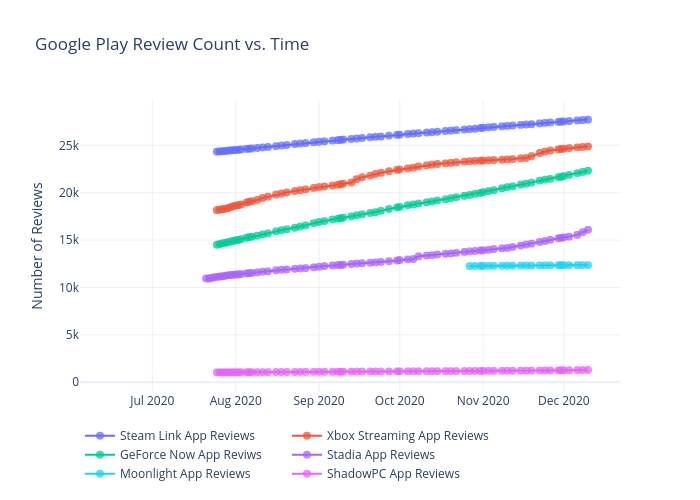 Google Play Review Count vs. Time
Number of Reviews
25k
20k
15k
10k
5k
0
Jul 2020 Aug 2020 Sep 2020 Oct 2020 Nov 2020 Dec 2020
Steam Link App Reviews Xbox Streaming App Reviews
GeForce Now App Reviws Stadia App Reviews
Moonlight App Reviews ShadowPC App Reviews